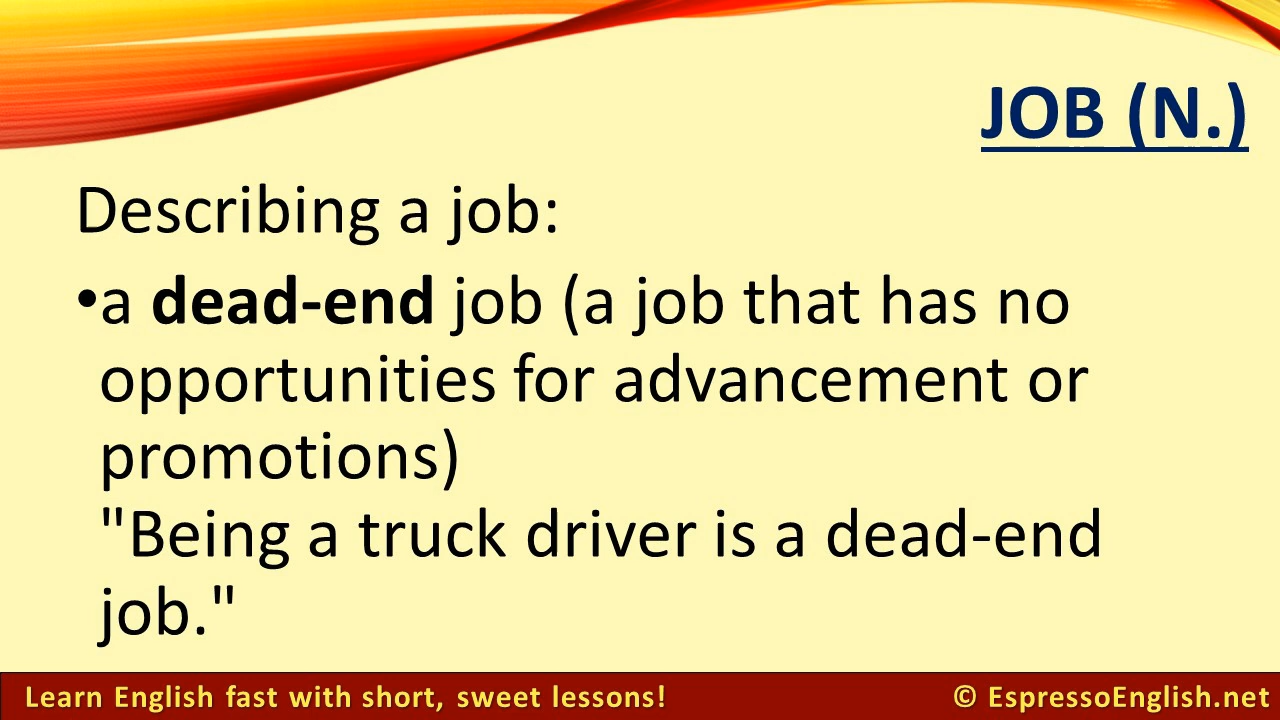 JOB (N.)
Describing a job:
•a dead-end job (a job that has no
opportunities for advancement or
promotions)
"Being a truck driver is a dead-end
job."
Learn English fast with short, sweet lessons!
© EspressoEnglish.net